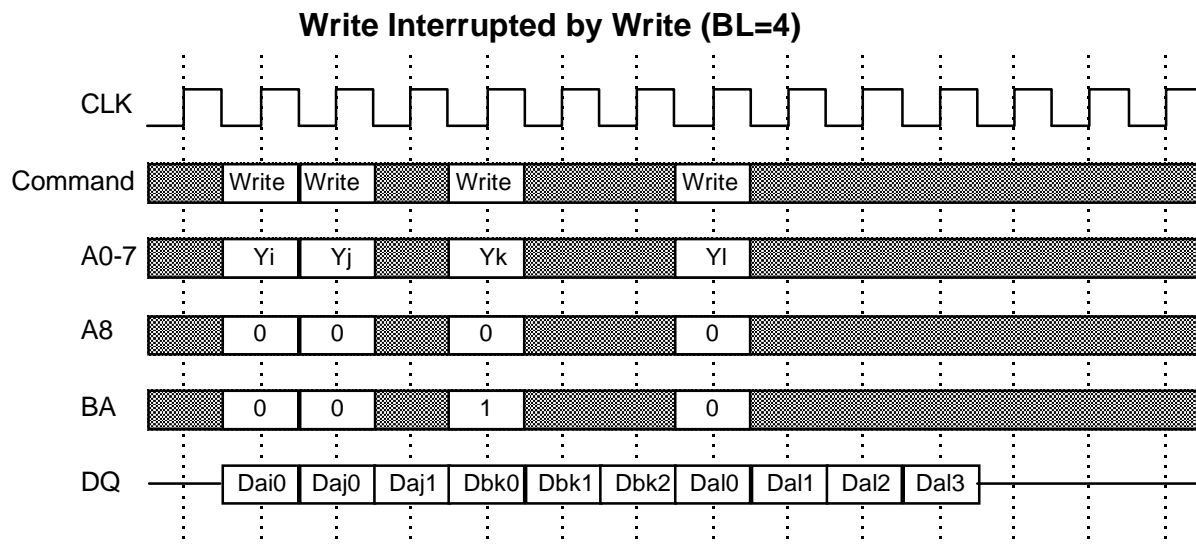 Write Interrupted by Write (BL=4)
CLK
Command Write Write Write Write
A0-7 Yi Yj Yk Yl
A8 0 0 0 0
BA 0 0 1 0
DQ Dai0 Daj0 Daj1 Dbk0 Dbk1 Dbk2 Dal0 Dal1 Dal2 Dal3